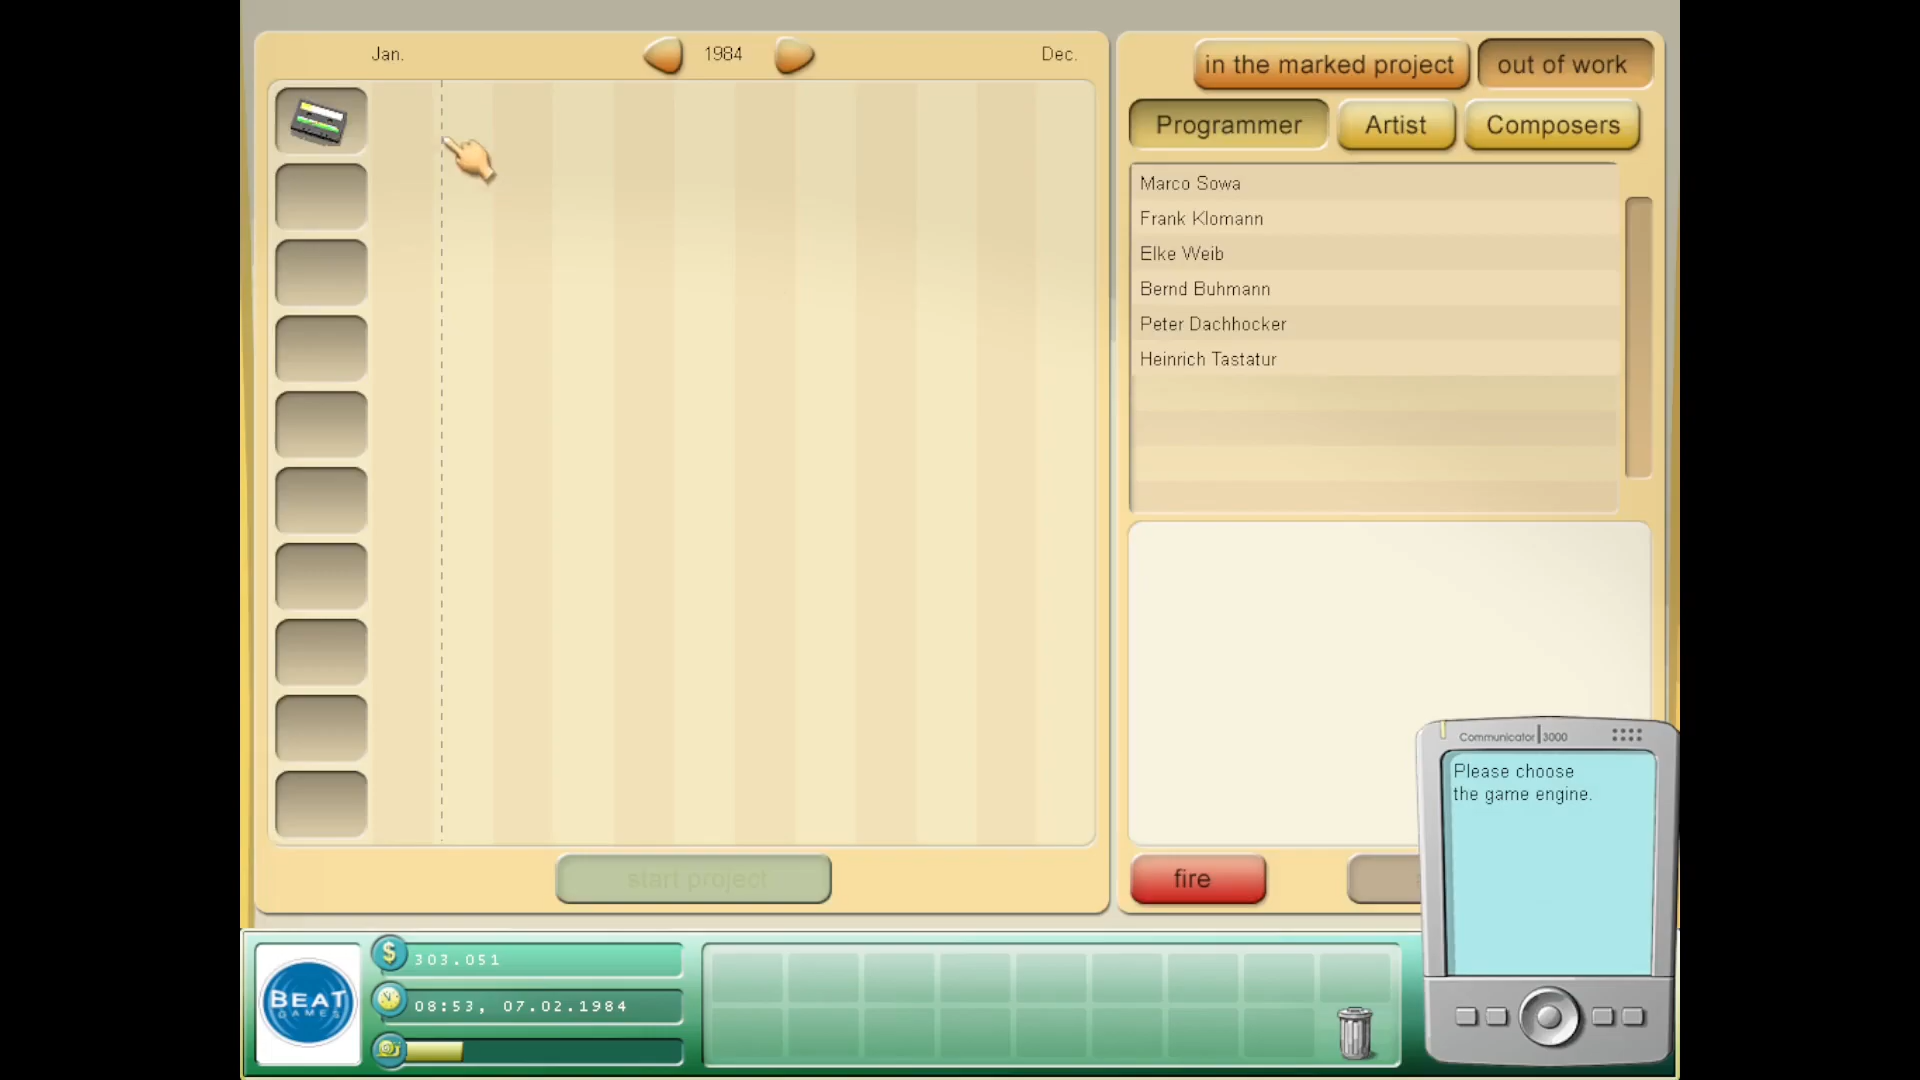 Jan.
1984
Dec.
in the marked project
out of work
Programmer
Artist
Composers
Marco Sowa
Frank Klomann
Elke Weib
Bernd Buhmann
Peter Dachhocker
Heinrich Tastatur
start project
fire
Communicator 3000
Please choose
the game engine.
BEAT
GAMES
$
303.051
08:53, 07.02.1984